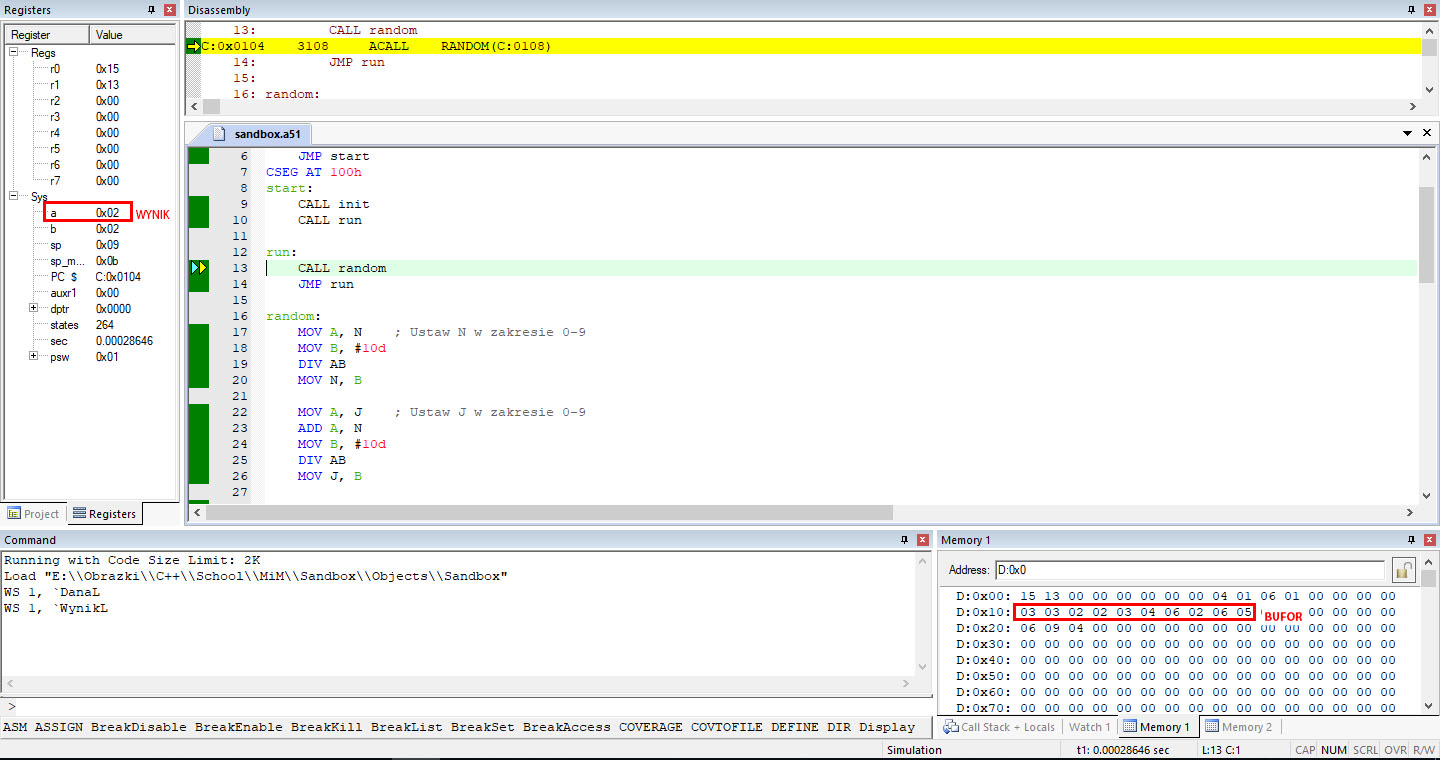 Registers
Register Value
Regs
r0 0x15
r1 0x13
r2 0x00
r3 0x00
r4 0x00
r5 0x00
r6 0x00
r7 0x00
Sys
a 0x02 WYNIK
b 0x02
sp 0x09
sp_m... 0x0b
PC $ C:0x0104
auxr1 0x00
dptr 0x0000
states 264
sec 0.00028646
psw 0x01
Project Registers
Disassembly
13: CALL random
C:0x0104 3108 ACALL RANDOM(C:0108)
14: JMP run
15:
16: random:
sandbox.a51
6 JMP start
7 CSEG AT 100h
8 start:
9 CALL init
10 CALL run
11
12 run:
13 CALL random
14 JMP run
15
16 random:
17 MOV A, N ; Ustaw N w zakresie 0-9
18 MOV B, #10d
19 DIV AB
20 MOV N, B
21
22 MOV A, J ; Ustaw J w zakresie 0-9
23 ADD A, N
24 MOV B, #10d
25 DIV AB
26 MOV J, B
27
Command
Running with Code Size Limit: 2K
Load "E:\\Obrazki\\C++\\School\\MiM\\Sandbox\\Objects\\Sandbox"
WS 1, `DanaL
WS 1, `WynikL
>
ASM ASSIGN BreakDisable BreakEnable BreakKill BreakList BreakSet BreakAccess COVERAGE COVTOFILE DEFINE DIR Display
Memory 1
Address: D:0x0
D:0x00: 15 13 00 00 00 00 00 00 04 01 06 01 00 00 00 00
D:0x10: 03 03 02 02 03 04 06 02 06 05 BUFOR 00 00 00 00
D:0x20: 06 09 04 00 00 00 00 00 00 00 00 00 00 00 00 00
D:0x30: 00 00 00 00 00 00 00 00 00 00 00 00 00 00 00 00
D:0x40: 00 00 00 00 00 00 00 00 00 00 00 00 00 00 00 00
D:0x50: 00 00 00 00 00 00 00 00 00 00 00 00 00 00 00 00
D:0x60: 00 00 00 00 00 00 00 00 00 00 00 00 00 00 00 00
D:0x70: 00 00 00 00 00 00 00 00 00 00 00 00 00 00 00 00
Call Stack + Locals Watch 1 Memory 1 Memory 2
Simulation t1: 0.00028646 sec L:13 C:1 CAP NUM SCRL OVR R/W